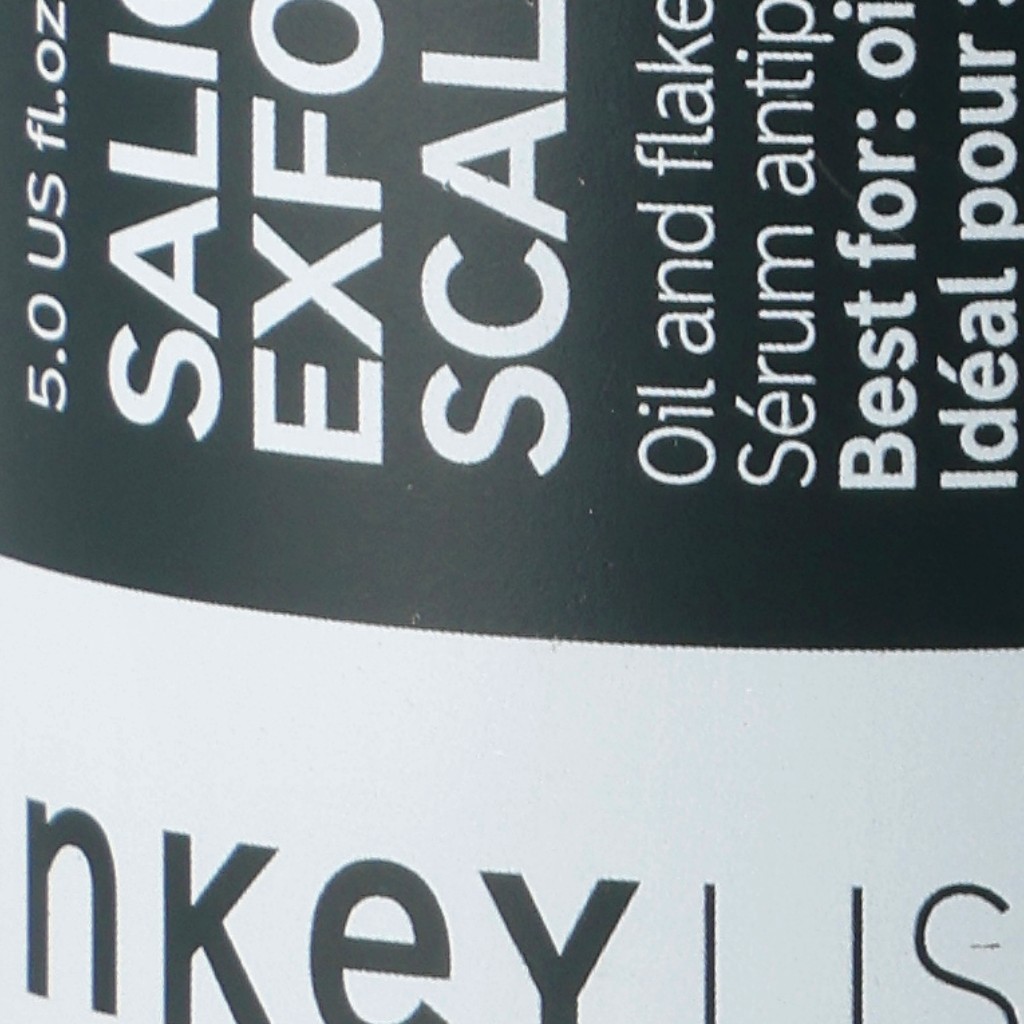 5.0 US fl.oz
SALIC
EXFO
SCAL
Oil and flake
Sérum antip
Best for: oi
Idéal pour :
nKey LIS